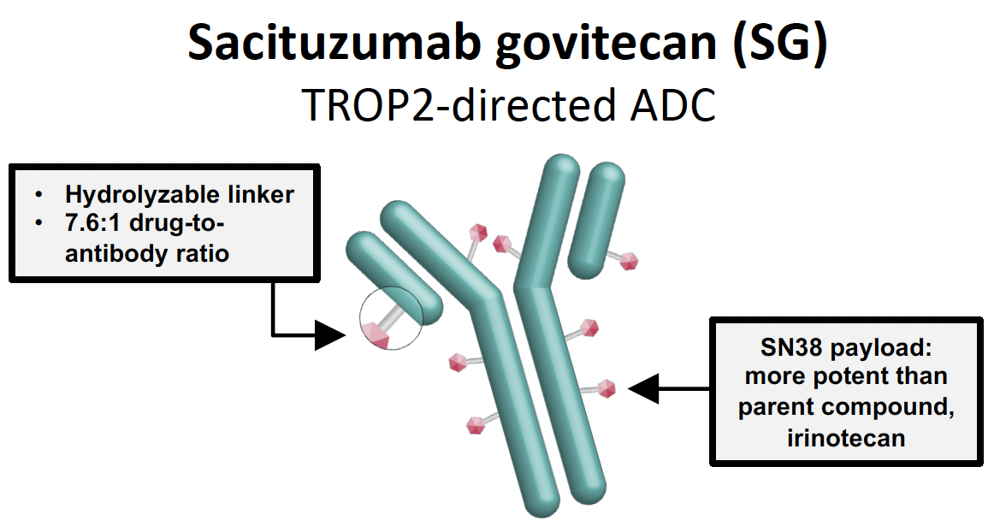 Sacituzumab govitecan (SG)
TROP2-directed ADC
• Hydrolyzable linker
• 7.6:1 drug-to-
antibody ratio
SN38 payload:
more potent than
parent compound,
irinotecan